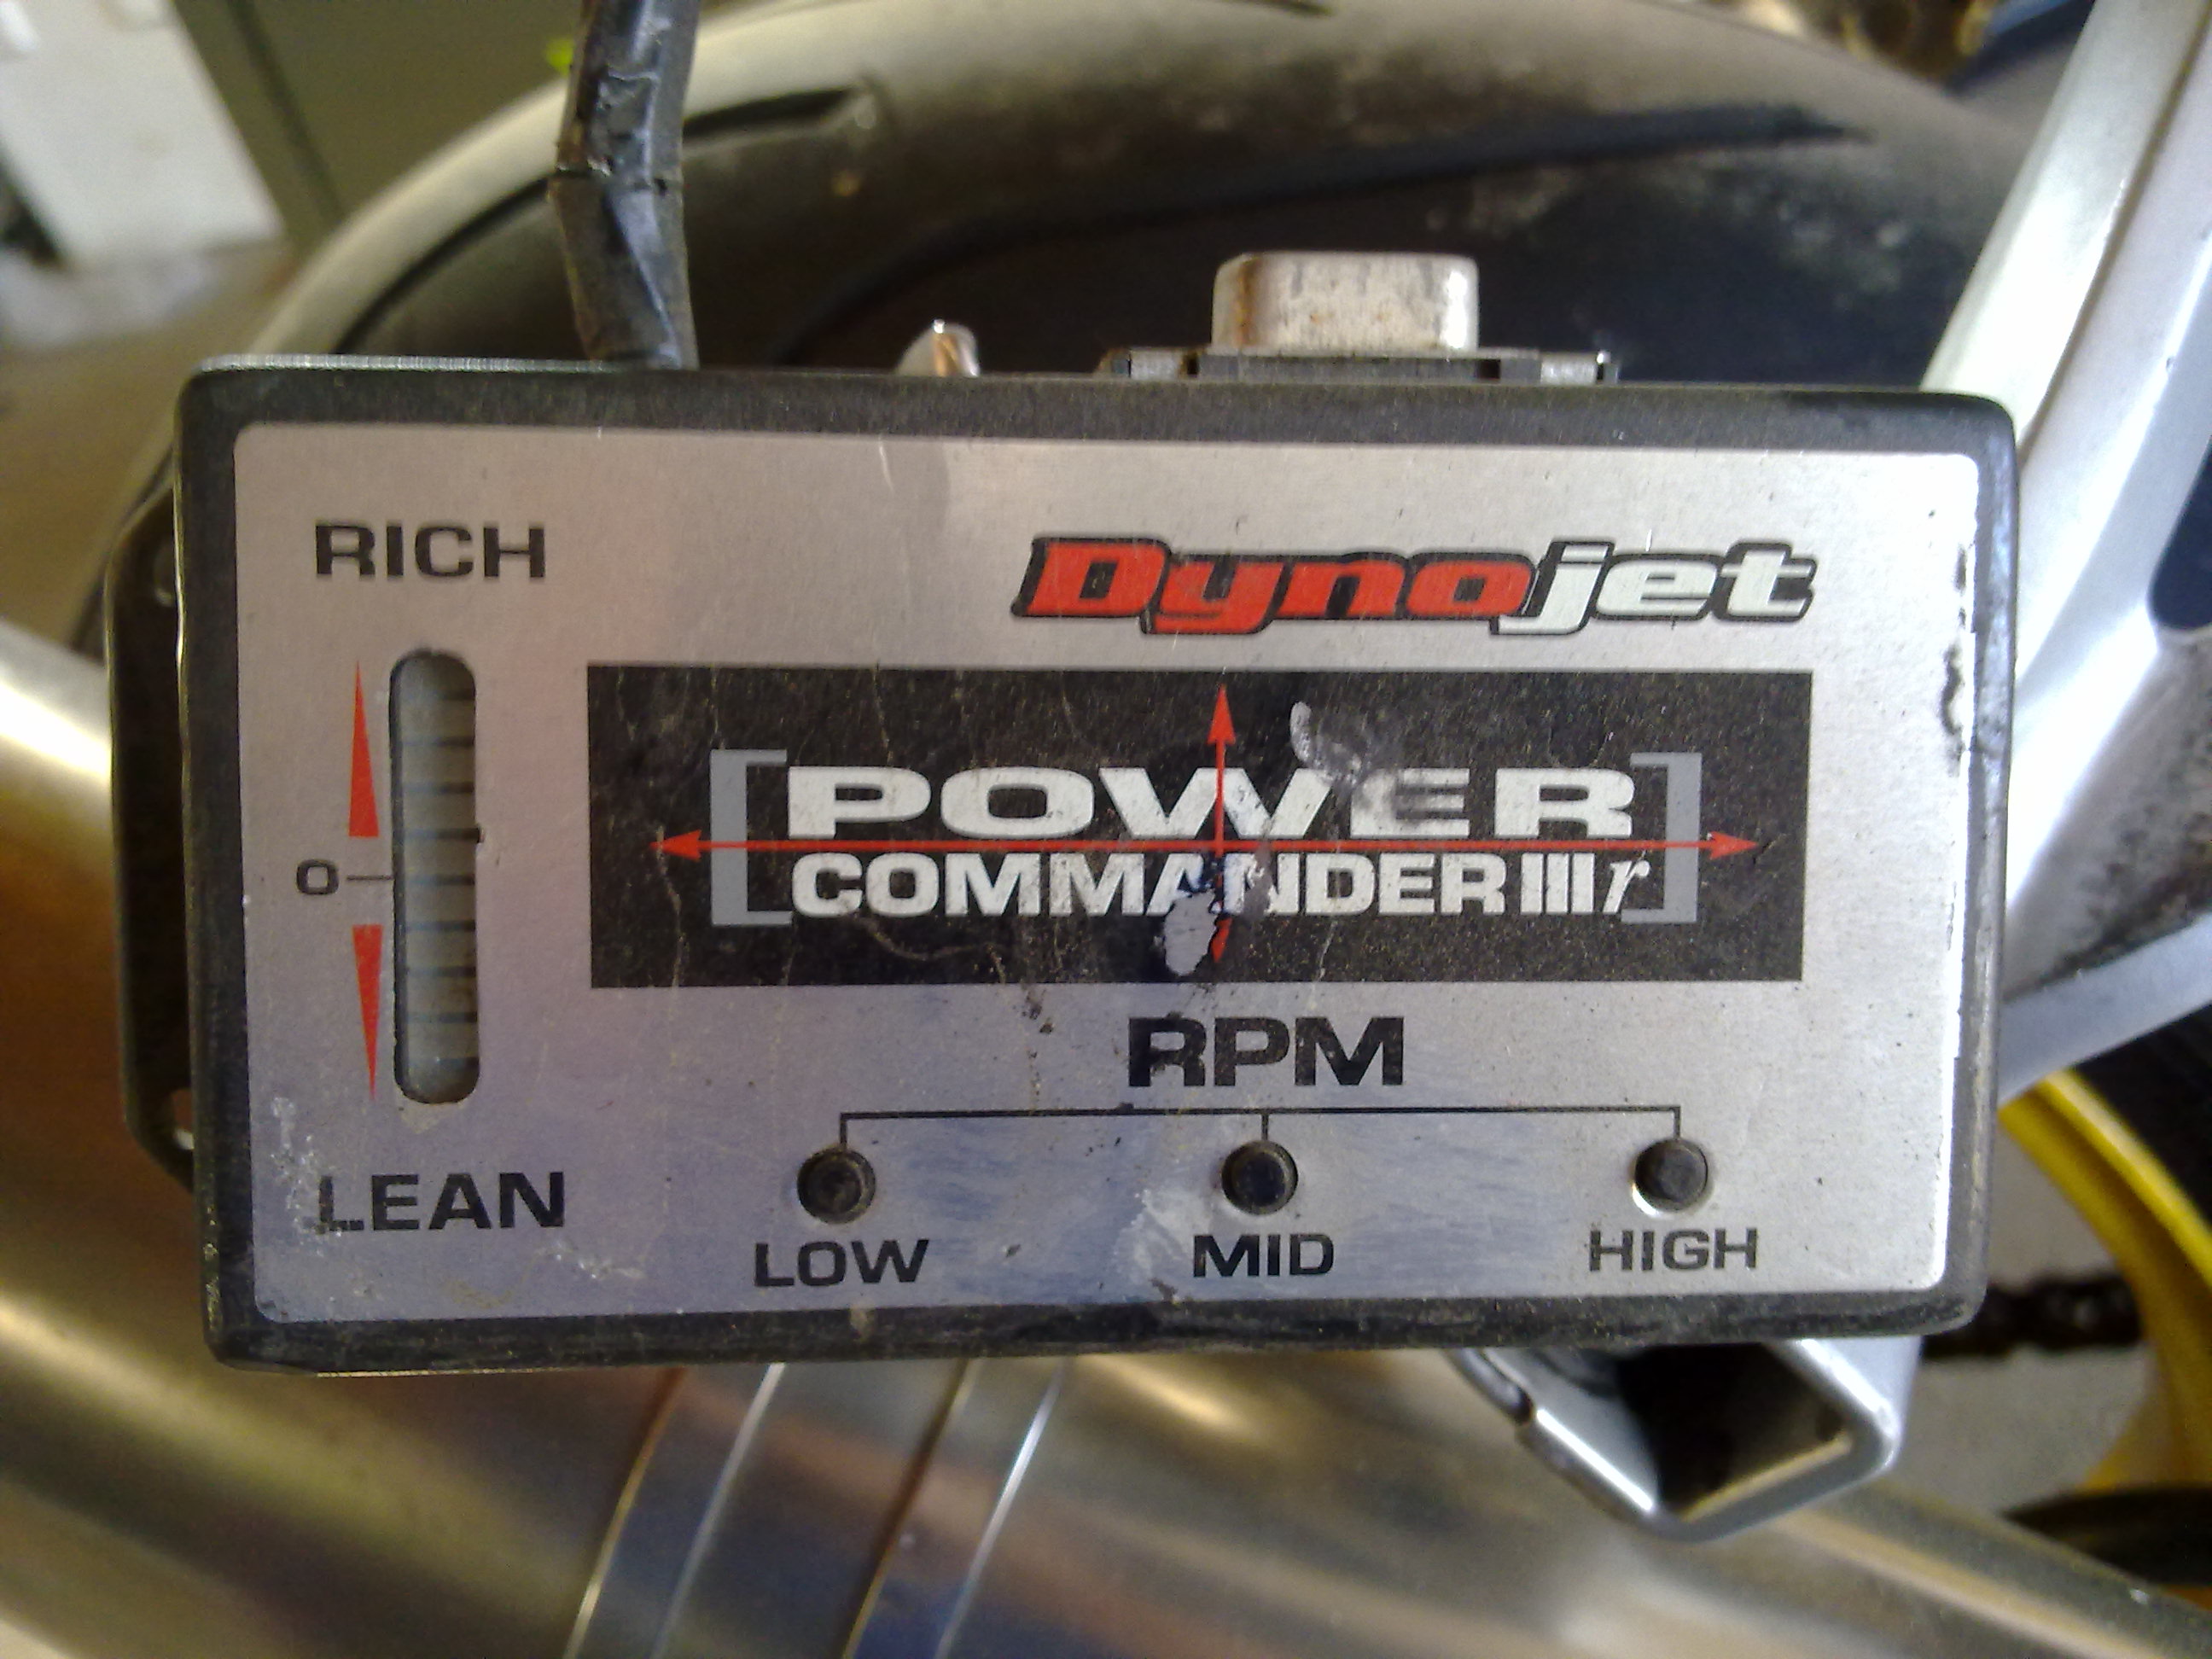 RICH
Dynojet
[POWER
COMMANDER IIIr]
0
RPM
LEAN
LOW MID HIGH